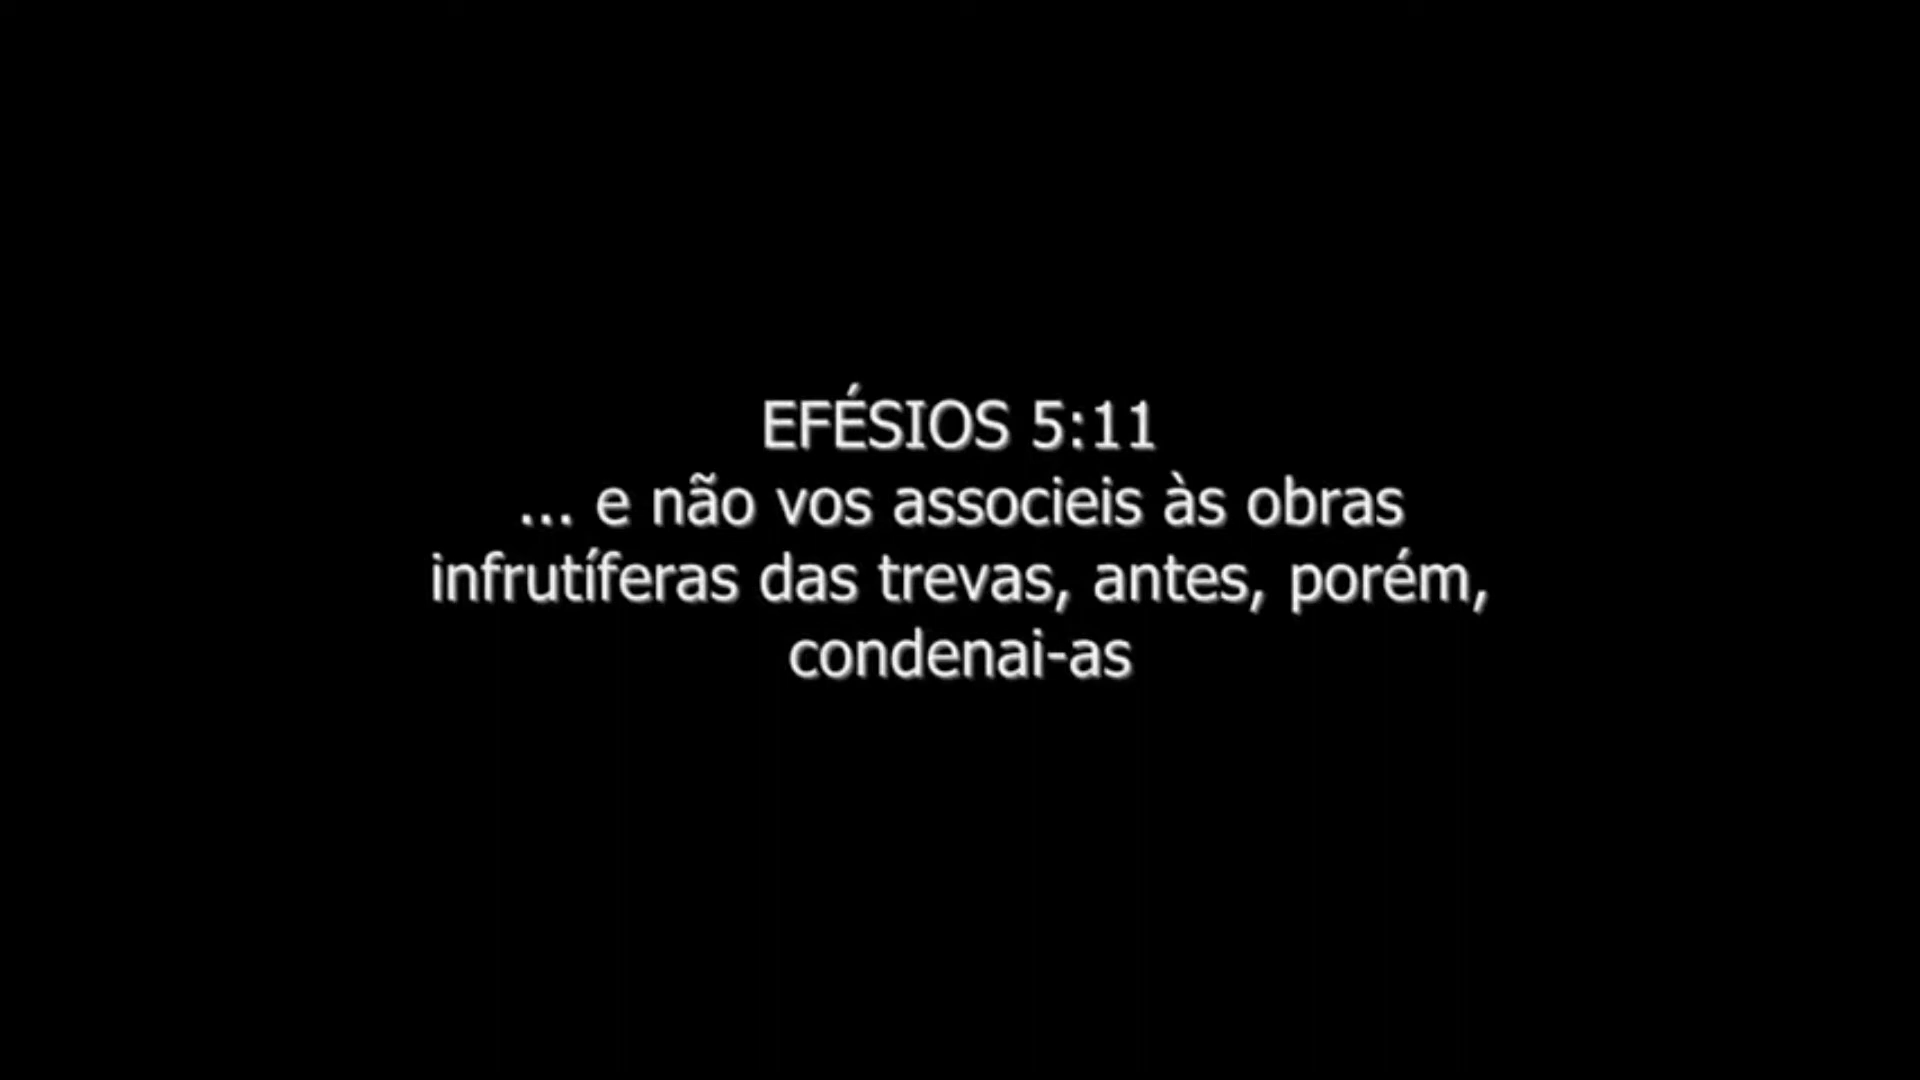 EFÉSIOS 5:11
... e não vos associeis às obras
infrutíferas das trevas, antes, porém,
condenai-as